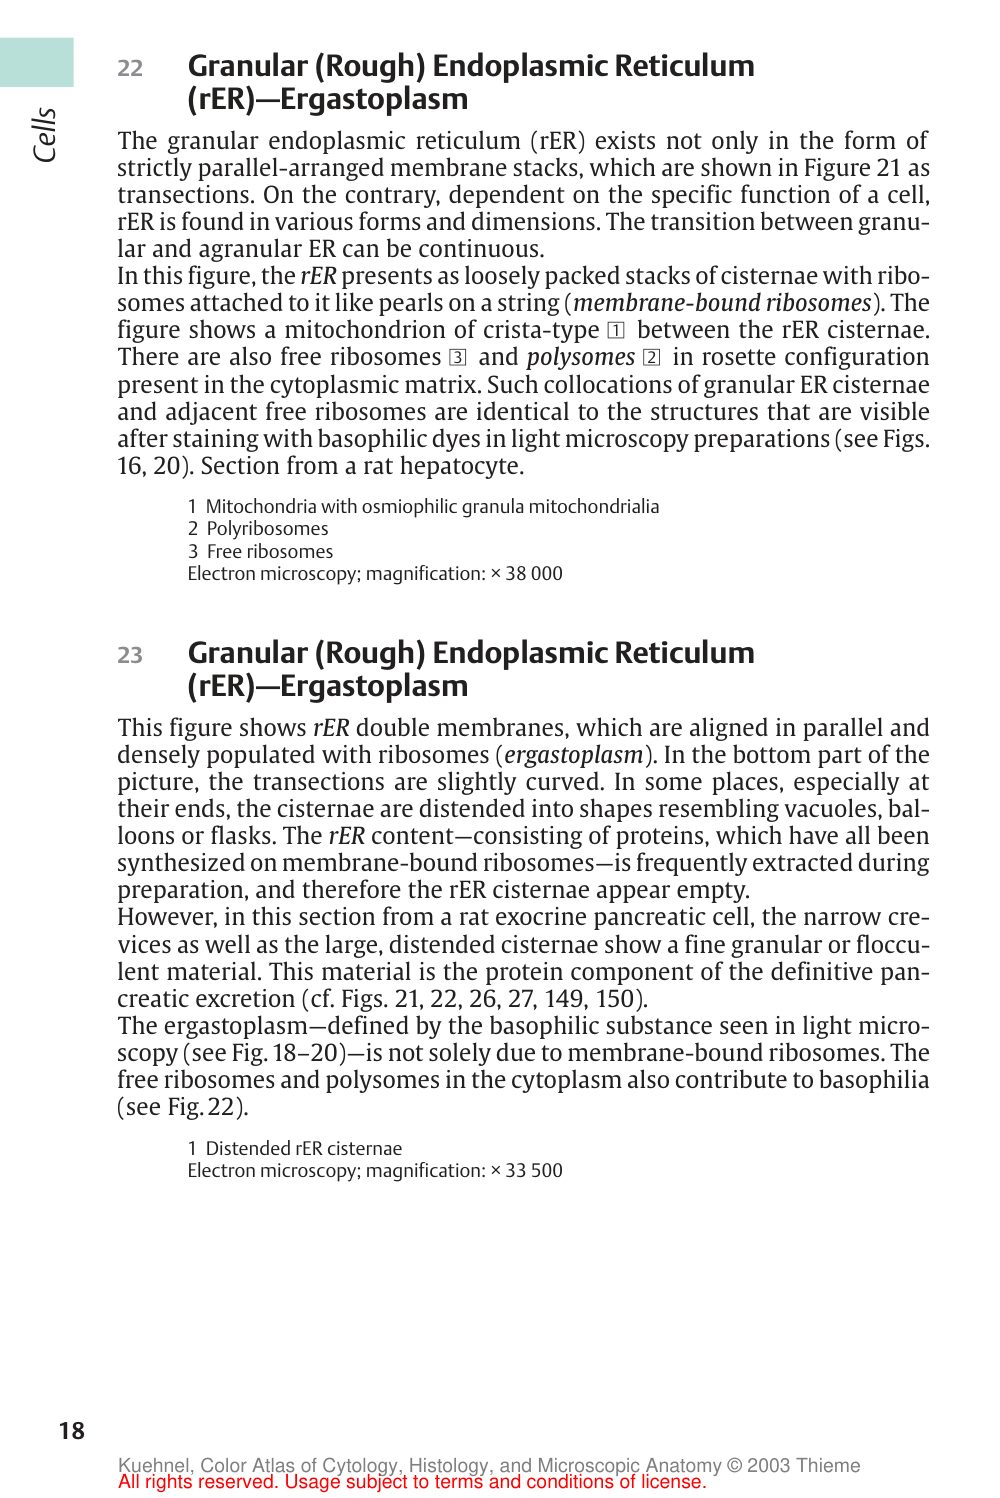 Cells
22 Granular (Rough) Endoplasmic Reticulum
(rER)—Ergastoplasm
The granular endoplasmic reticulum (rER) exists not only in the form of
strictly parallel-arranged membrane stacks, which are shown in Figure 21 as
transections. On the contrary, dependent on the specific function of a cell,
rER is found in various forms and dimensions. The transition between granu-
lar and agranular ER can be continuous.
In this figure, the rER presents as loosely packed stacks of cisternae with ribo-
somes attached to it like pearls on a string (membrane-bound ribosomes). The
figure shows a mitochondrion of crista-type 1 between the rER cisternae.
There are also free ribosomes 3 and polysomes 2 in rosette configuration
present in the cytoplasmic matrix. Such collocations of granular ER cisternae
and adjacent free ribosomes are identical to the structures that are visible
after staining with basophilic dyes in light microscopy preparations (see Figs.
16, 20). Section from a rat hepatocyte.
1 Mitochondria with osmiophilic granula mitochondrialia
2 Polyribosomes
3 Free ribosomes
Electron microscopy; magnification: × 38 000
23 Granular (Rough) Endoplasmic Reticulum
(rER)—Ergastoplasm
This figure shows rER double membranes, which are aligned in parallel and
densely populated with ribosomes (ergastoplasm). In the bottom part of the
picture, the transections are slightly curved. In some places, especially at
their ends, the cisternae are distended into shapes resembling vacuoles, bal-
loons or flasks. The rER content—consisting of proteins, which have all been
synthesized on membrane-bound ribosomes—is frequently extracted during
preparation, and therefore the rER cisternae appear empty.
However, in this section from a rat exocrine pancreatic cell, the narrow cre-
vices as well as the large, distended cisternae show a fine granular or floccu-
lent material. This material is the protein component of the definitive pan-
creatic excretion (cf. Figs. 21, 22, 26, 27, 149, 150).
The ergastoplasm—defined by the basophilic substance seen in light micro-
scopy (see Fig. 18–20)—is not solely due to membrane-bound ribosomes. The
free ribosomes and polysomes in the cytoplasm also contribute to basophilia
(see Fig. 22).
1 Distended rER cisternae
Electron microscopy; magnification: × 33 500
18
Kuehnel, Color Atlas of Cytology, Histology, and Microscopic Anatomy © 2003 Thieme
All rights reserved. Usage subject to terms and conditions of license.